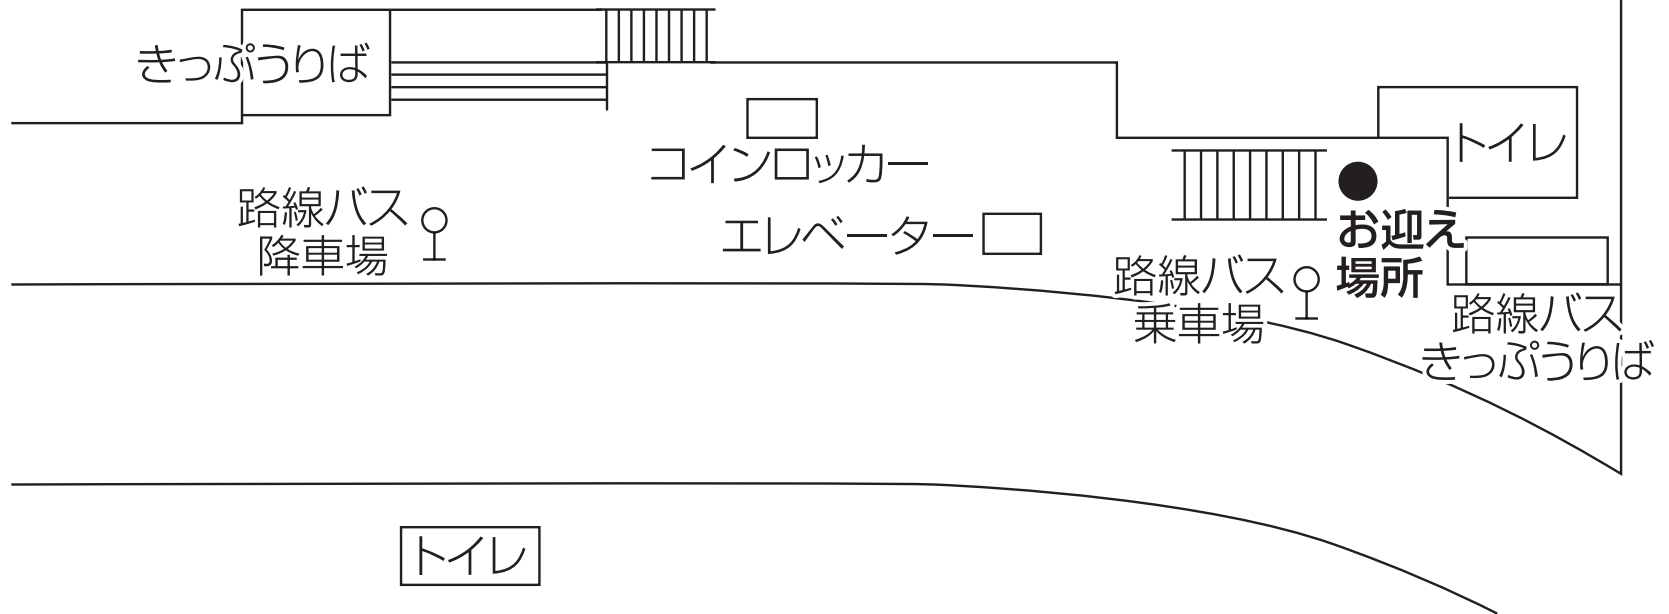 きっぷうりば
コインロッカー
トイレ
路線バス
降車場
エレベーター
お迎え
場所
路線バス
乗車場
路線バス
きっぷうりば
トイレ